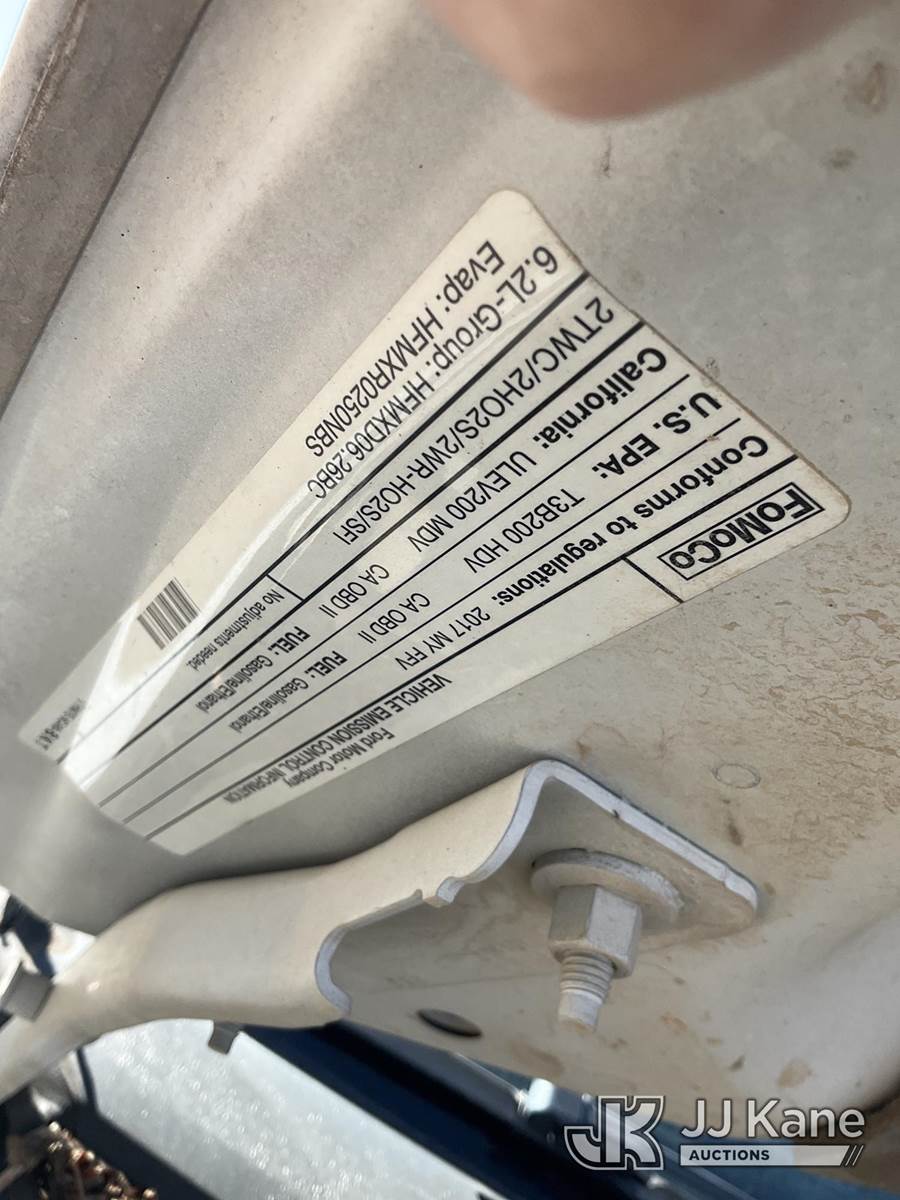 FoMoCo
Ford Motor Company
VEHICLE EMISSION CONTROL INFORMATION
Conforms to regulations: 2017 MY FFV
U.S. EPA: T3B200 HDV CA OBD II FUEL: Gasoline/Ethanol
California: ULEV200 MDV CA OBD II FUEL: Gasoline/Ethanol
2TWC/2HO2S/2WR-HO2S/SFI No adjustments needed.
6.2L-Group: HFMXD06.26BC
Evap: HFMXR0250NBS
JK JJ Kane
AUCTIONS